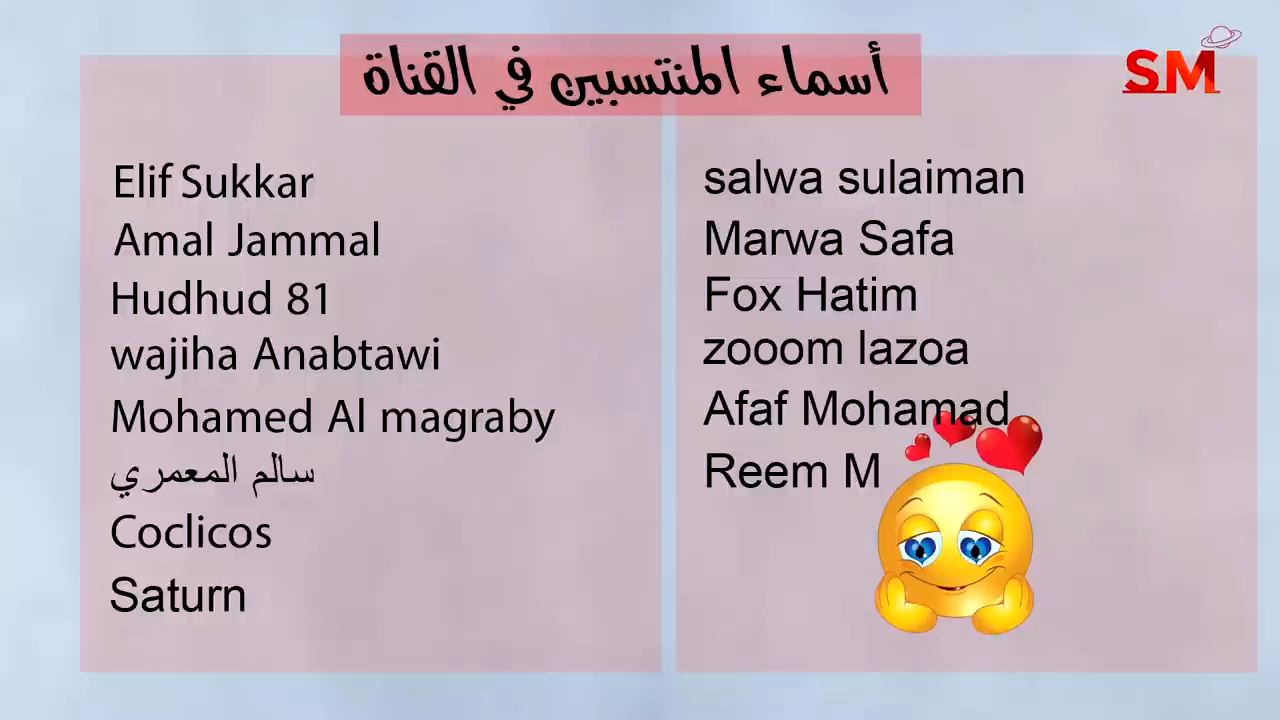 أسماء المنتسبين في القناة
SM
Elif Sukkar
Amal Jammal
Hudhud 81
wajiha Anabtawi
Mohamed Al magraby
سالم المعمري
Coclicos
Saturn
salwa sulaiman
Marwa Safa
Fox Hatim
zooom lazoa
Afaf Mohamad
Reem M